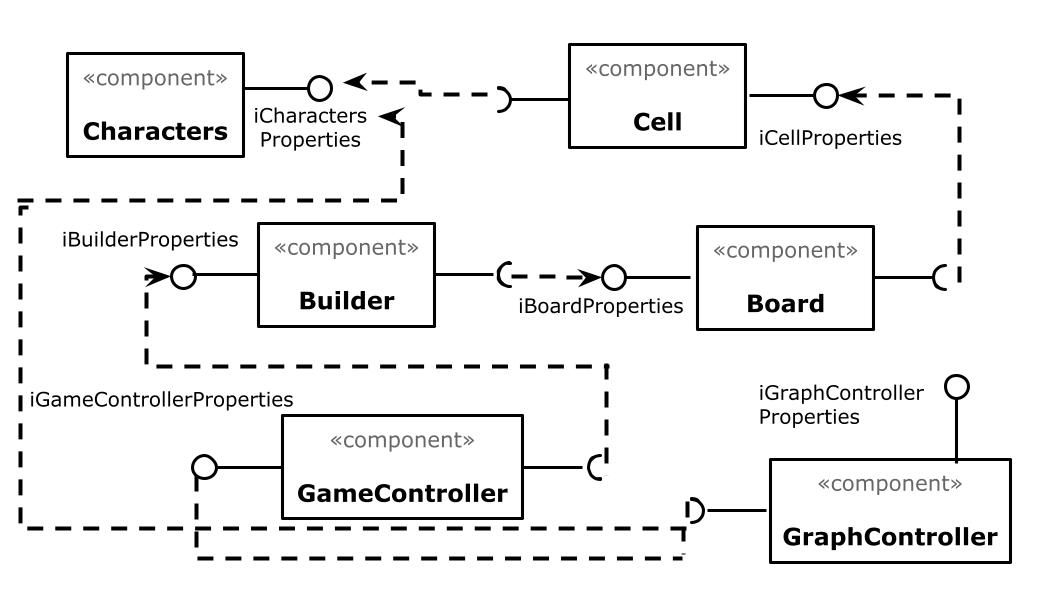 «component»
Characters
iCharacters
Properties
«component»
Cell
iCellProperties
iBuilderProperties
«component»
Builder
iBoardProperties
«component»
Board
iGameControllerProperties
«component»
GameController
iGraphController
Properties
«component»
GraphController